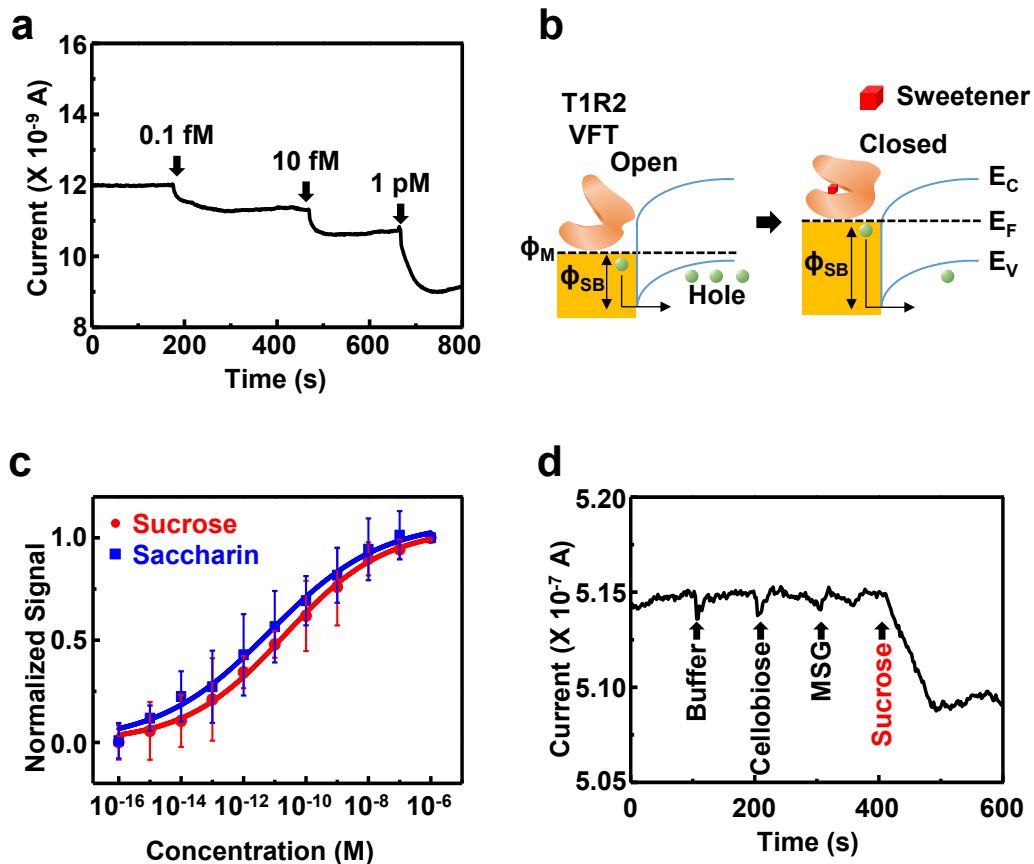 a
16
14
12
10
8
Current (X 10⁻⁹ A)
0.1 fM
10 fM
1 pM
0 200 400 600 800
Time (s)
b
T1R2
VFT
Open
Sweetener
Closed
ϕM
ϕSB
Hole
ϕSB
EC
EF
EV
c
Sucrose
Saccharin
1.0
0.5
0.0
Normalized Signal
10⁻¹⁶ 10⁻¹⁴ 10⁻¹² 10⁻¹⁰ 10⁻⁸ 10⁻⁶
Concentration (M)
d
5.20
5.15
5.10
5.05
Current (X 10⁻⁷ A)
Buffer
Cellobiose
MSG
Sucrose
0 200 400 600
Time (s)